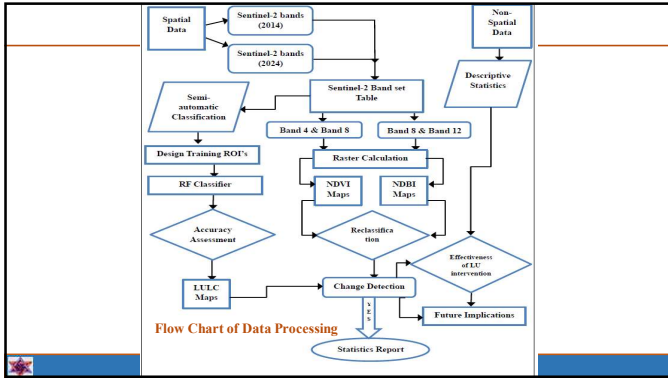 Spatial
Data
Sentinel-2 bands
(2014)
Non-
Spatial
Data
Sentinel-2 bands
(2024)
Descriptive
Statistics
Semi-
automatic
Classification
Sentinel-2 Band set
Table
Band 4 & Band 8
Band 8 & Band 12
Design Training ROI's
Raster Calculation
RF Classifier
NDVI
Maps
NDBI
Maps
Accuracy
Assessment
Reclassifica
tion
Effectiveness
of LU
intervention
LULC
Maps
Change Detection
YES
Future Implications
Flow Chart of Data Processing
Statistics Report